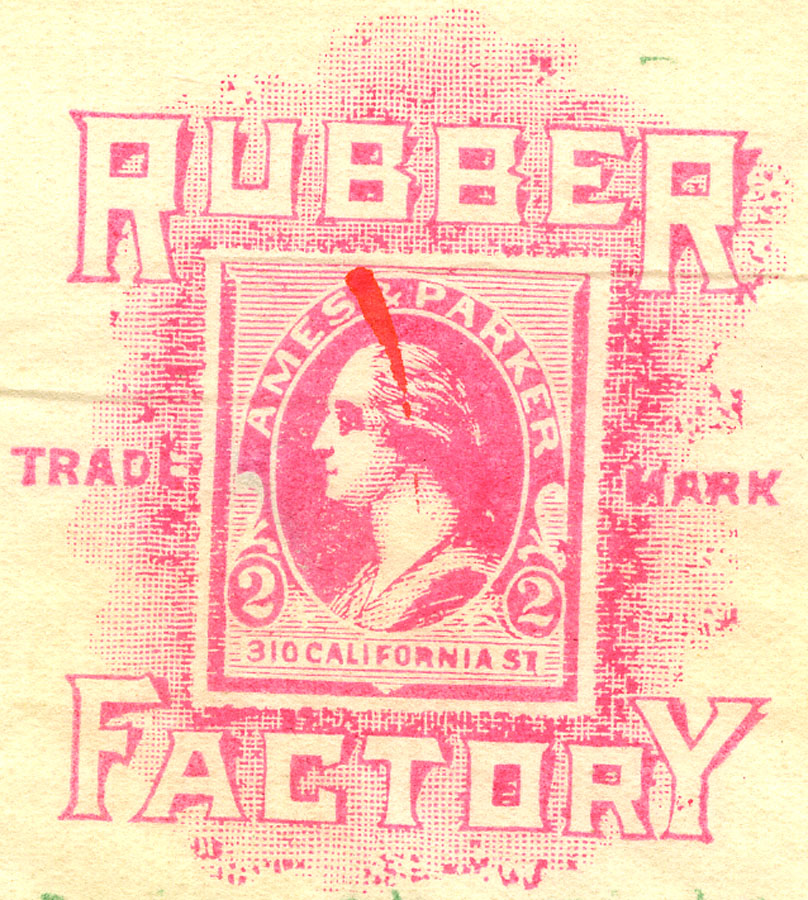 RUBBER
AMES & PARKER
TRADE MARK
2 2
310 CALIFORNIA ST
FACTORY